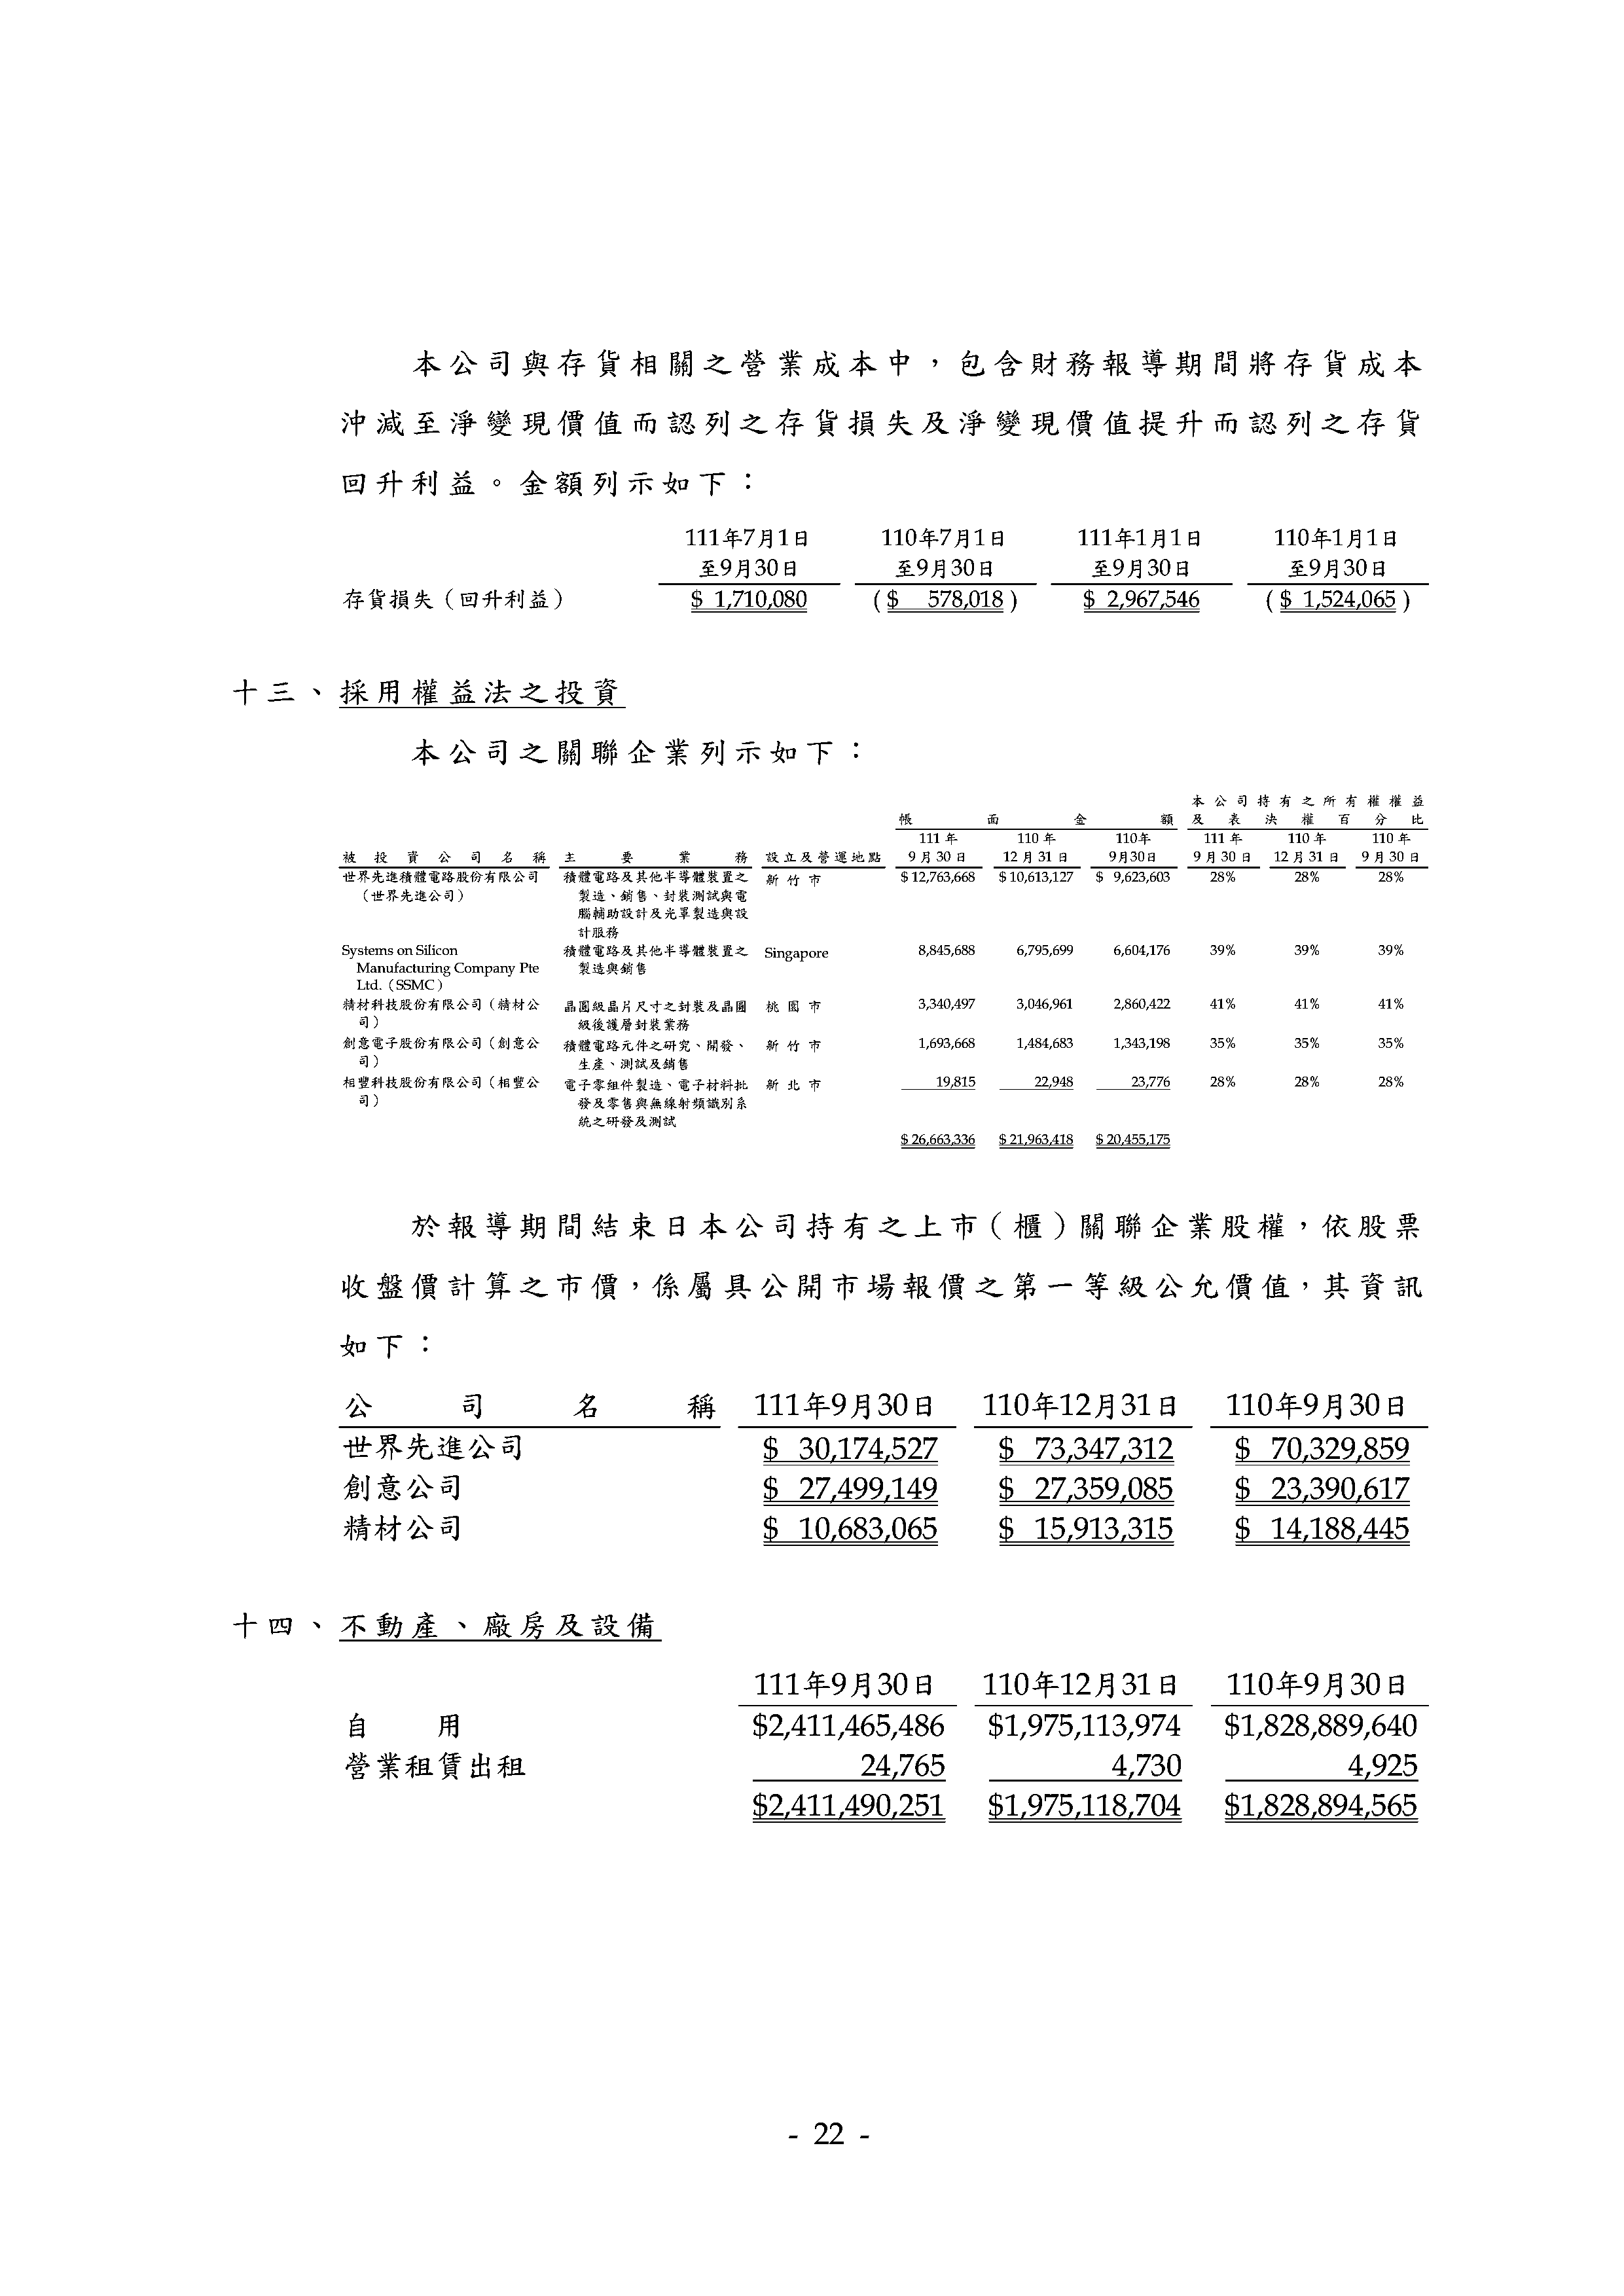 本公司與存貨相關之營業成本中，包含財務報導期間將存貨成本
沖減至淨變現價值而認列之存貨損失及淨變現價值提升而認列之存貨
回升利益。金額列示如下：
111年7月1日 110年7月1日 111年1月1日 110年1月1日
至9月30日 至9月30日 至9月30日 至9月30日
存貨損失（回升利益） $ 1,710,080 ($ 578,018) $ 2,967,546 ($ 1,524,065)
十三、採用權益法之投資
本公司之關聯企業列示如下：
本公司持有之所有權權益
帳面金額 及表決權百分比
111年 110年 110年 111年 110年 110年
被投資公司名稱 主要業務 設立及營運地點 9月30日 12月31日 9月30日 9月30日 12月31日 9月30日
世界先進積體電路股份有限公司 積體電路及其他半導體裝置之 新竹市 $ 12,763,668 $ 10,613,127 $ 9,623,603 28% 28% 28%
（世界先進公司） 製造、銷售、封裝測試與電
腦輔助設計及光罩製造與設
計服務
Systems on Silicon 積體電路及其他半導體裝置之 Singapore 8,845,688 6,795,699 6,604,176 39% 39% 39%
Manufacturing Company Pte 製造與銷售
Ltd.（SSMC）
精材科技股份有限公司（精材公 晶圓級晶片尺寸之封裝及晶圓 桃園市 3,340,497 3,046,961 2,860,422 41% 41% 41%
司） 級後護層封裝業務
創意電子股份有限公司（創意公 積體電路元件之研究、開發、 新竹市 1,693,668 1,484,683 1,343,198 35% 35% 35%
司） 生產、測試及銷售
相豐科技股份有限公司（相豐公 電子零組件製造、電子材料批 新北市 19,815 22,948 23,776 28% 28% 28%
司） 發及零售與無線射頻識別系
統之研發及測試
$ 26,663,336 $ 21,963,418 $ 20,455,175
於報導期間結束日本公司持有之上市（櫃）關聯企業股權，依股票
收盤價計算之市價，係屬具公開市場報價之第一等級公允價值，其資訊
如下：
公司名稱 111年9月30日 110年12月31日 110年9月30日
世界先進公司 $ 30,174,527 $ 73,347,312 $ 70,329,859
創意公司 $ 27,499,149 $ 27,359,085 $ 23,390,617
精材公司 $ 10,683,065 $ 15,913,315 $ 14,188,445
十四、不動產、廠房及設備
111年9月30日 110年12月31日 110年9月30日
自用 $2,411,465,486 $1,975,113,974 $1,828,889,640
營業租賃出租 24,765 4,730 4,925
$2,411,490,251 $1,975,118,704 $1,828,894,565
- 22 -